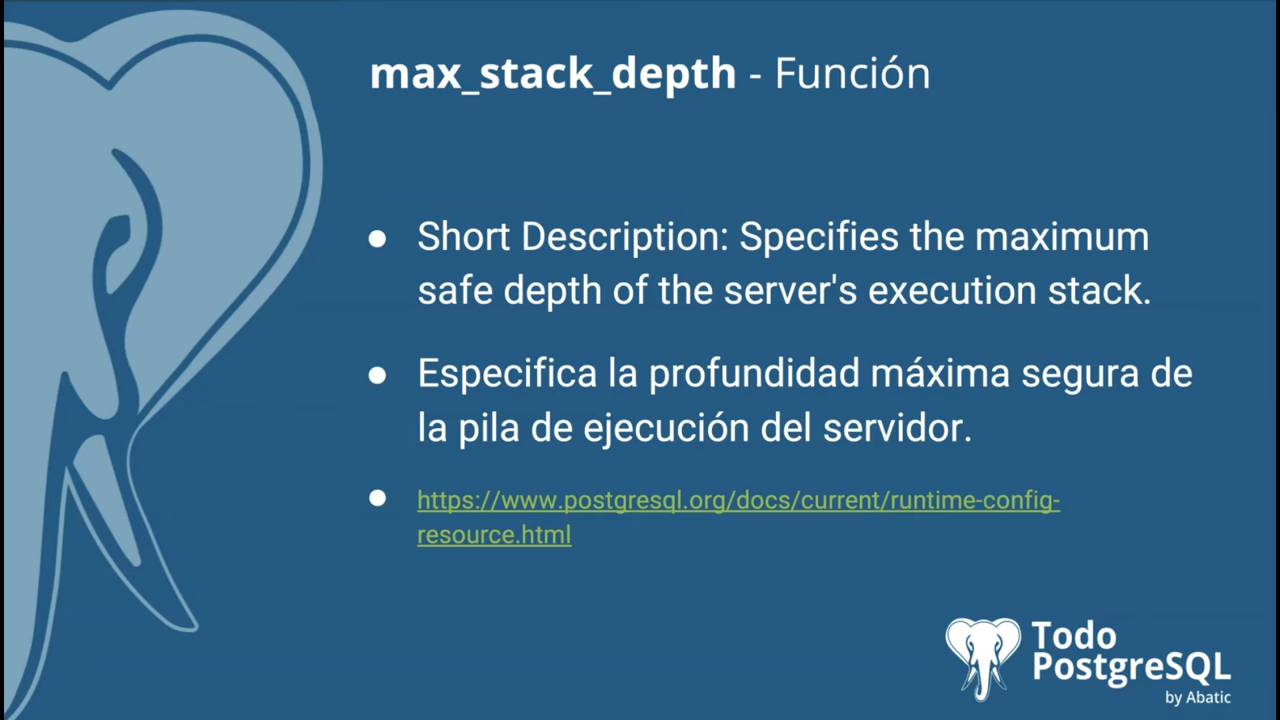 max_stack_depth - Función
● Short Description: Specifies the maximum
safe depth of the server's execution stack.
● Especifica la profundidad máxima segura de
la pila de ejecución del servidor.
● https://www.postgresql.org/docs/current/runtime-config-
resource.html
Todo
PostgreSQL
by Abatic